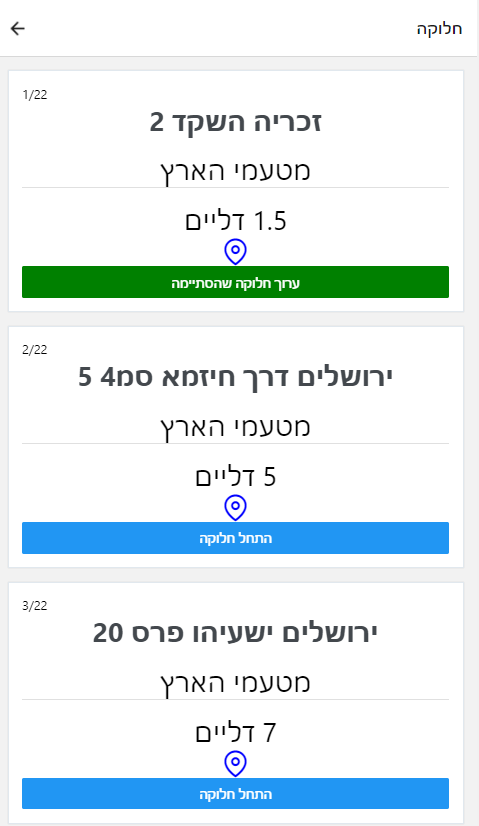 חלוקה
1/22
זכריה השקד 2
מטעמי הארץ
1.5 דליים
ערוך חלוקה שהסתיימה
2/22
ירושלים דרך חיזמא סמ4 5
מטעמי הארץ
5 דליים
התחל חלוקה
3/22
ירושלים ישעיהו פרס 20
מטעמי הארץ
7 דליים
התחל חלוקה